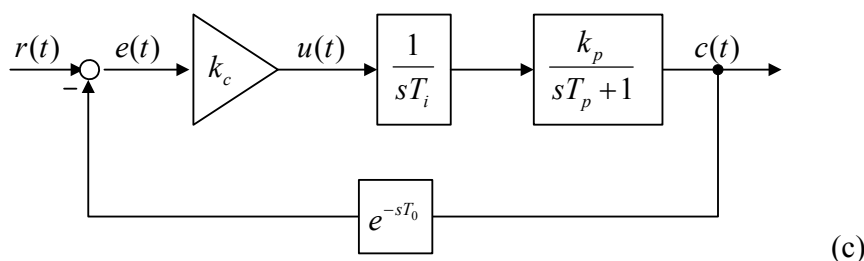 r(t) e(t) k_c u(t) 1/(sT_i) k_p/(sT_p + 1) c(t)
−
e^{-sT_0}
(c)